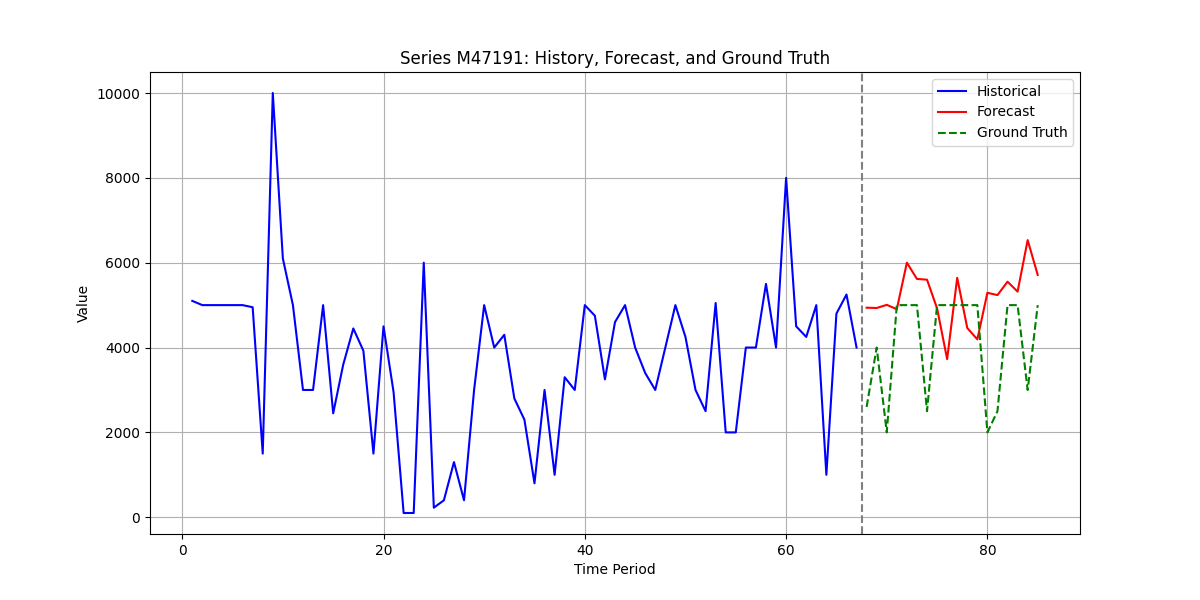 Series M47191: History, Forecast, and Ground Truth
Historical
Forecast
Ground Truth
Value
10000
8000
6000
4000
2000
0
0 20 40 60 80
Time Period